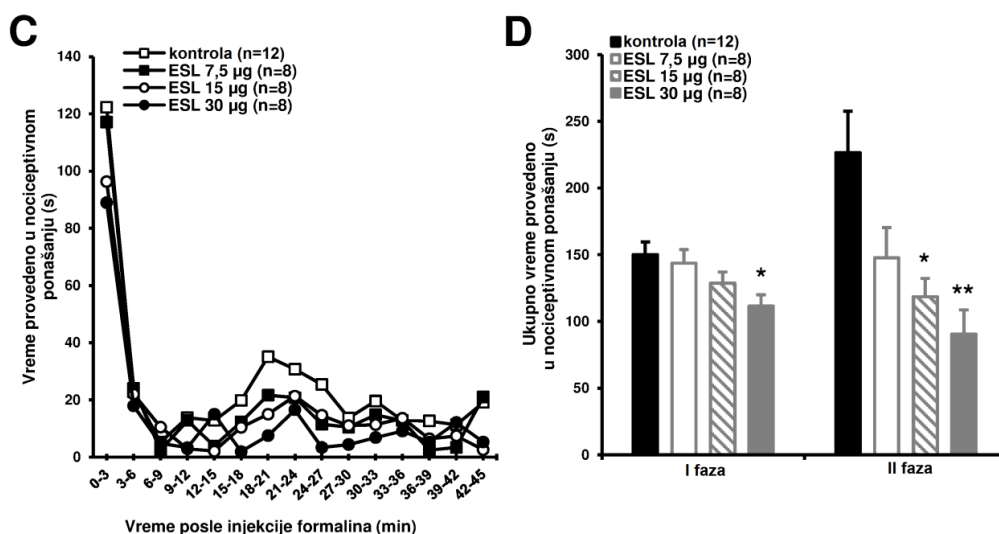 C
kontrola (n=12)
ESL 7,5 µg (n=8)
ESL 15 µg (n=8)
ESL 30 µg (n=8)
Vreme provedeno u nociceptivnom
ponašanju (s)
140
120
100
80
60
40
20
0
0-3
3-6
6-9
9-12
12-15
15-18
18-21
21-24
24-27
27-30
30-33
33-36
36-39
39-42
42-45
Vreme posle injekcije formalina (min)
D
kontrola (n=12)
ESL 7,5 µg (n=8)
ESL 15 µg (n=8)
ESL 30 µg (n=8)
Ukupno vreme provedeno
u nociceptivnom ponašanju (s)
300
250
200
150
100
50
0
*
*
**
I faza
II faza